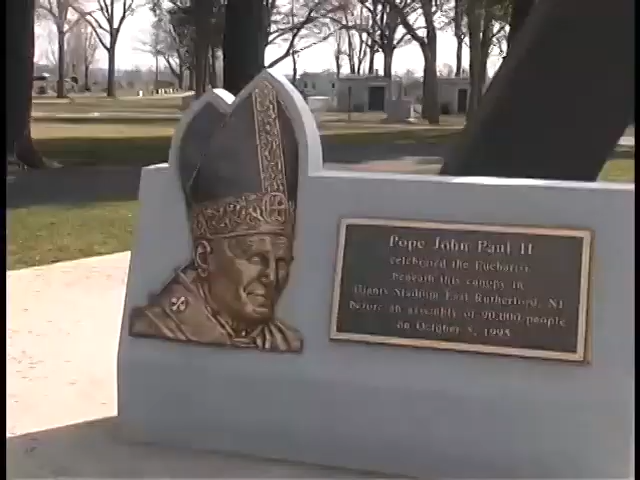 Pope John Paul II
celebrated the Eucharist
beneath this canopy in
Giants Stadium East Rutherford, NJ
before an assembly of 90,000 people
on October 5, 1995